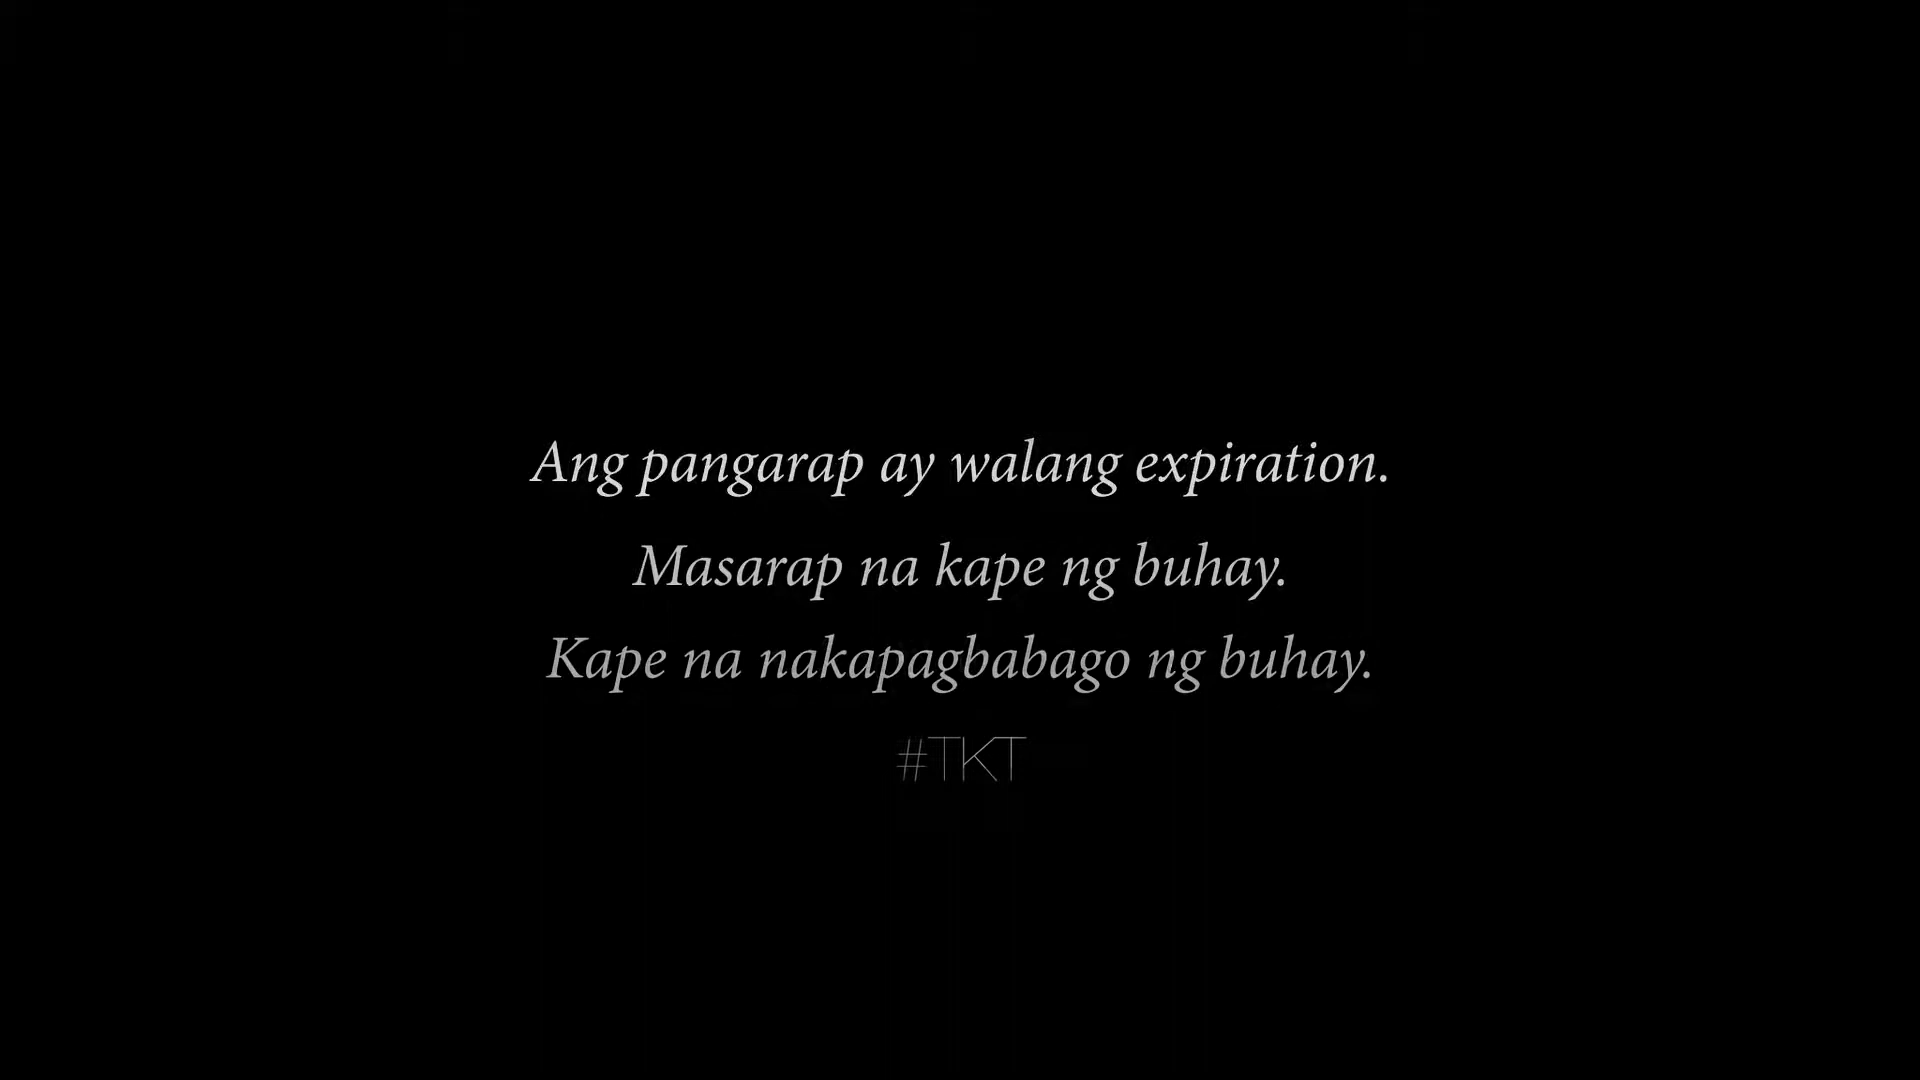 Ang pangarap ay walang expiration.
Masarap na kape ng buhay.
Kape na nakapagbabago ng buhay.
#TKT